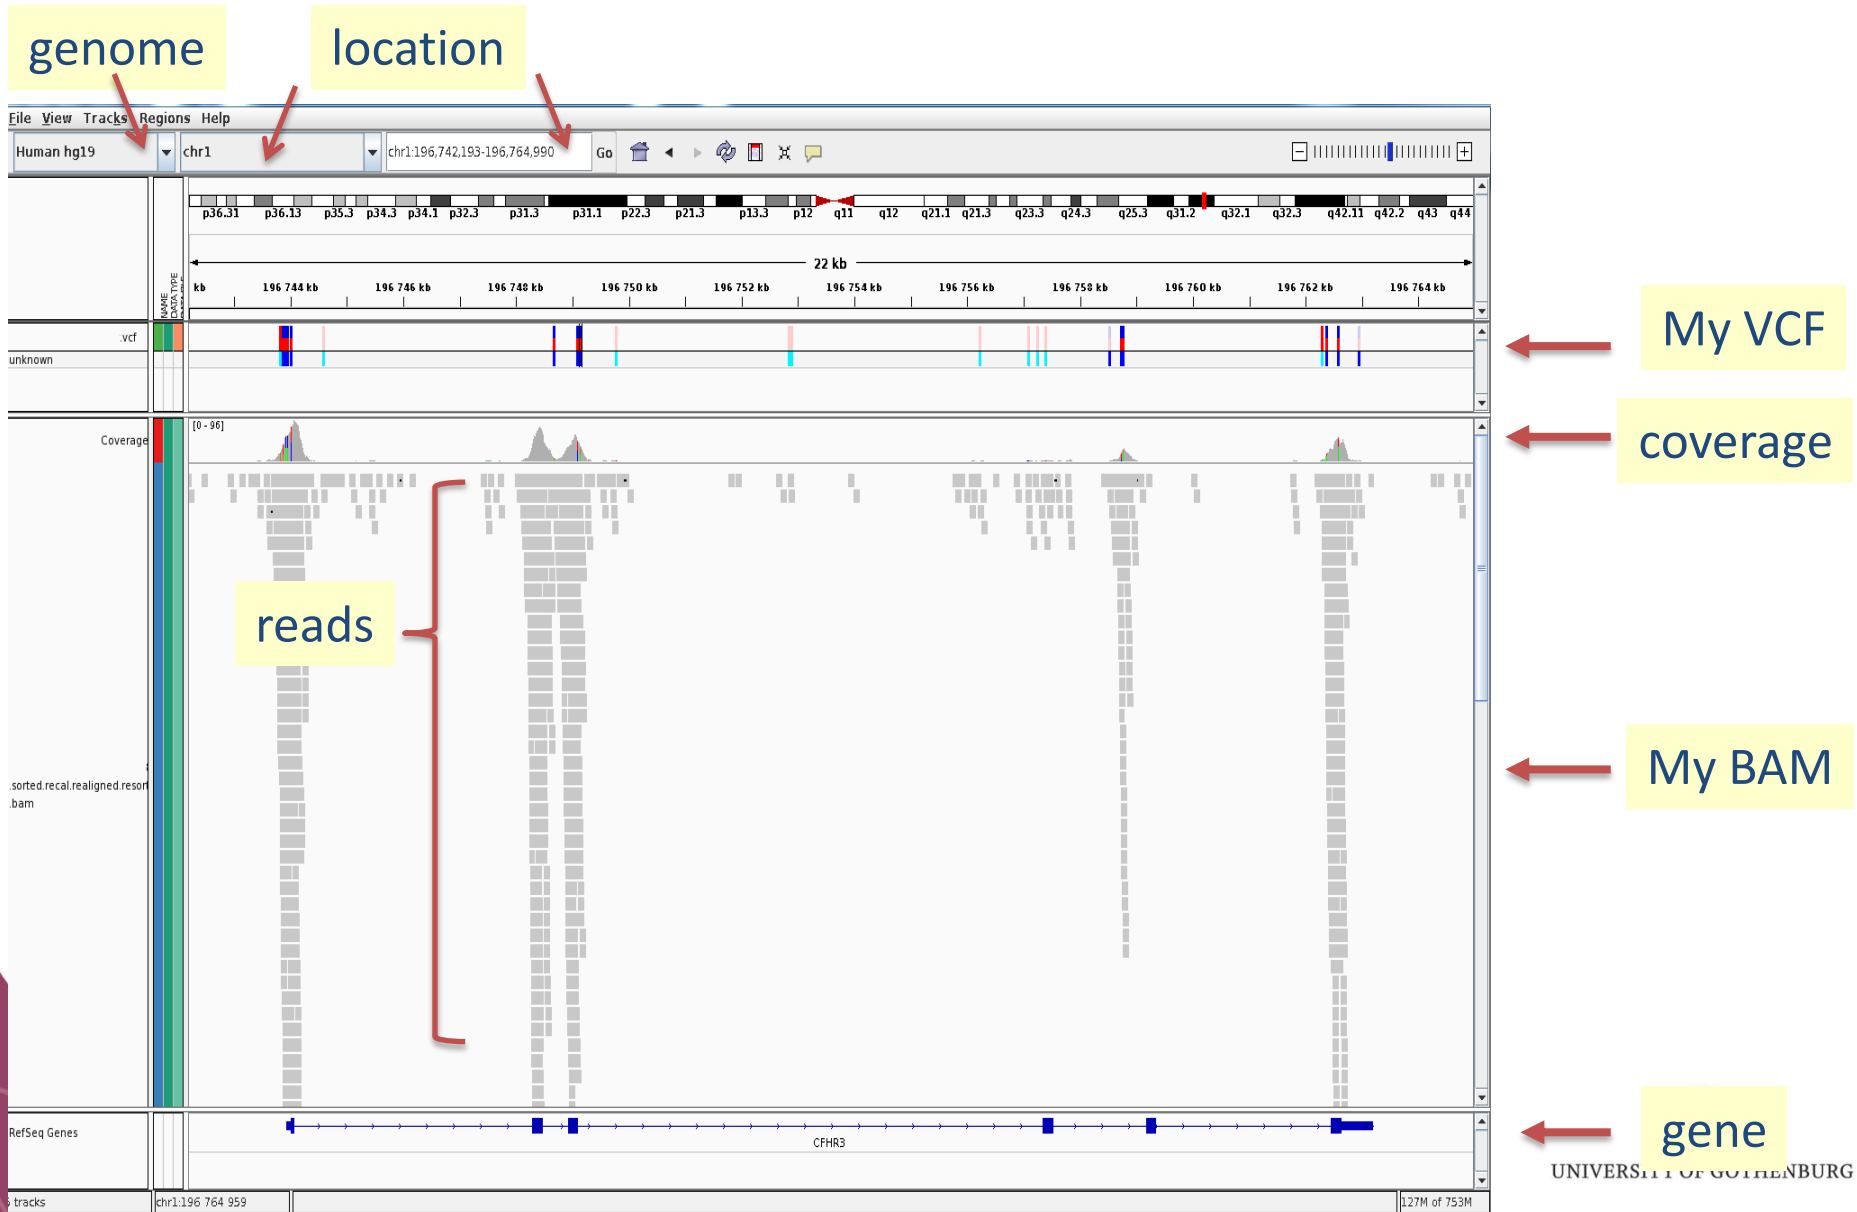 genome
location
File View Tracks Regions Help
Human hg19
chr1
chr1:196,742,193-196,764,990
Go
p36.31 p36.13 p35.3 p34.3 p34.1 p32.3 p31.3 p31.1 p22.3 p21.3 p13.3 p12 q11 q12 q21.1 q21.3 q23.3 q24.3 q25.3 q31.2 q32.1 q32.3 q42.11 q42.2 q43 q44
22 kb
kb 196 744 kb 196 746 kb 196 748 kb 196 750 kb 196 752 kb 196 754 kb 196 756 kb 196 758 kb 196 760 kb 196 762 kb 196 764 kb
NAME
DATA TYPE
.vcf
unknown
My VCF
Coverage
[0 - 96]
coverage
reads
.sorted.recal.realigned.resort
.bam
My BAM
RefSeq Genes
CFHR3
gene
UNIVERSITY OF GOTHENBURG
tracks
chr1:196 764 959
127M of 753M